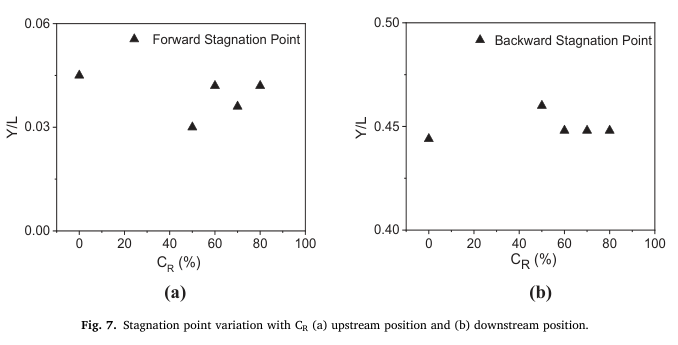 0.06
Forward Stagnation Point
0.03
Y/L
0.00
0 20 40 60 80 100
C_R (%)
(a)
0.50
Backward Stagnation Point
0.45
Y/L
0.40
0 20 40 60 80 100
C_R (%)
(b)
Fig. 7. Stagnation point variation with C_R (a) upstream position and (b) downstream position.